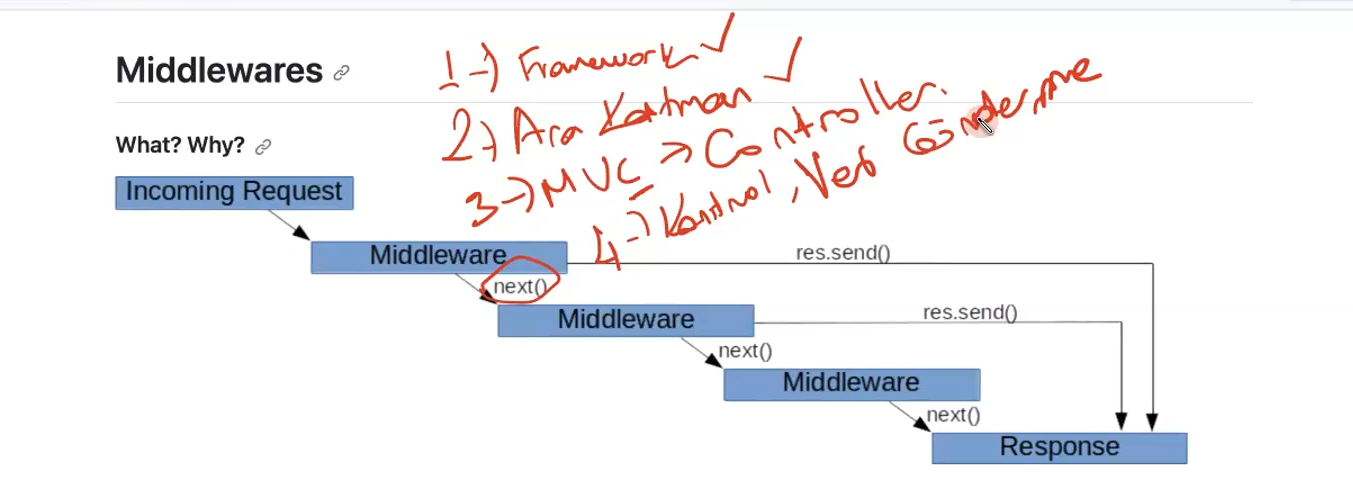 Middlewares
1-) Framework ✓
2-) Ara Katman ✓
3-) MVC → Controller.
4-) Kontrol, Veri Gönderme
What? Why?
Incoming Request
Middleware
res.send()
next()
Middleware
res.send()
next()
Middleware
next()
Response